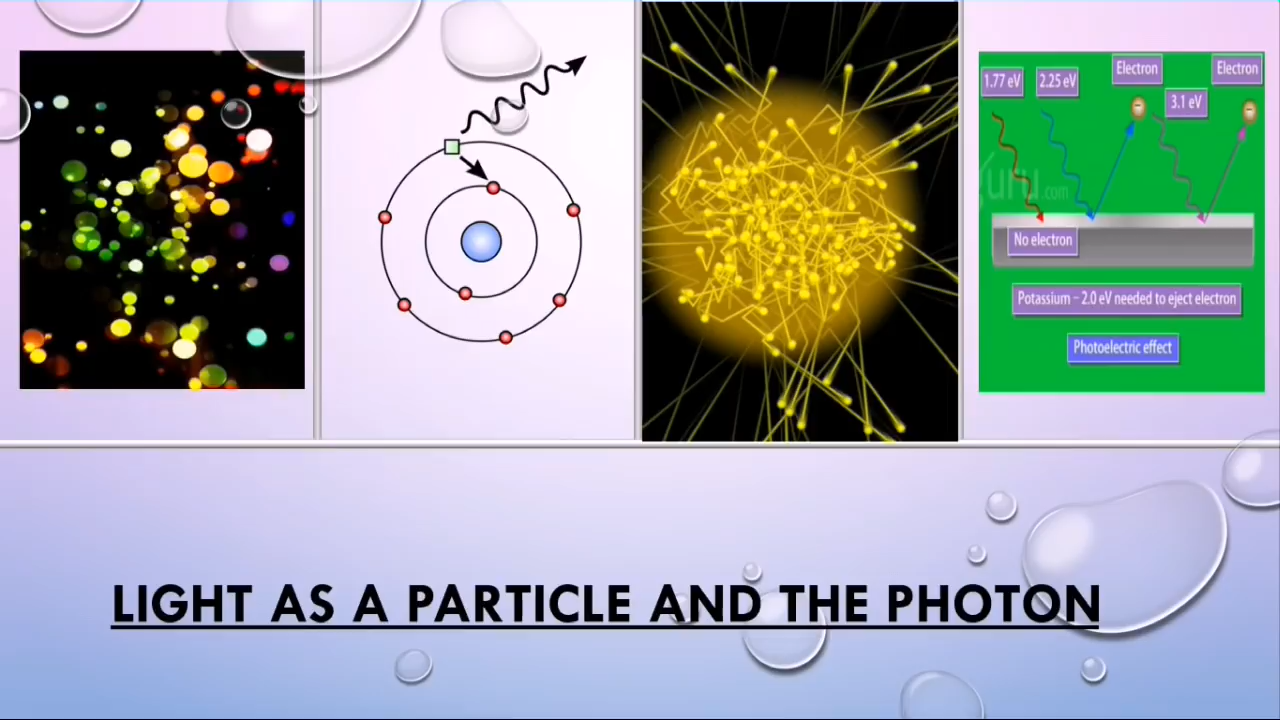 1.77 eV
2.25 eV
Electron
3.1 eV
Electron
No electron
Potassium – 2.0 eV needed to eject electron
Photoelectric effect
LIGHT AS A PARTICLE AND THE PHOTON